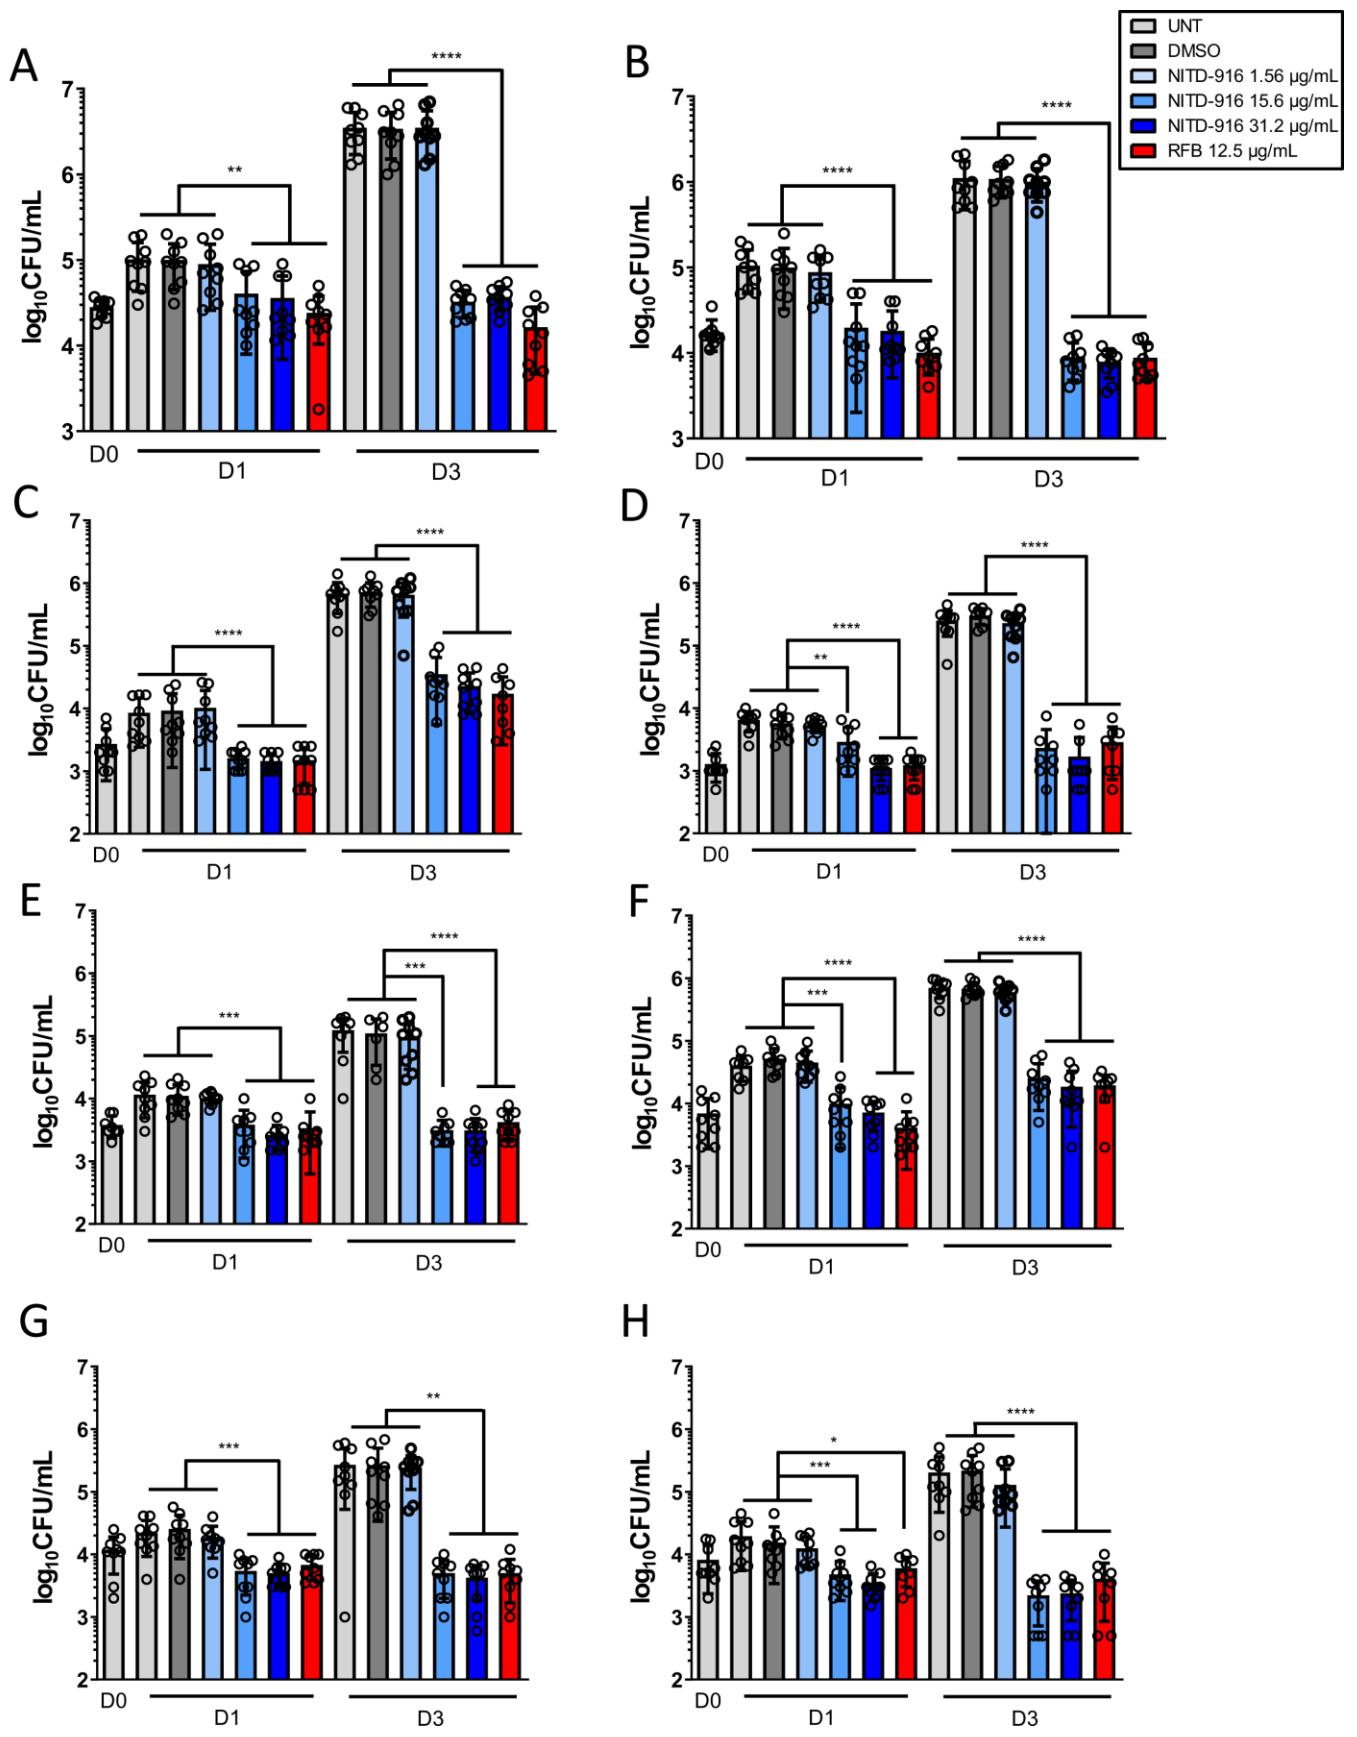 UNT
DMSO
NITD-916 1.56 µg/mL
NITD-916 15.6 µg/mL
NITD-916 31.2 µg/mL
RFB 12.5 µg/mL
A
7
6
5
4
3
log10CFU/mL
**
****
D0
D1
D3
B
7
6
5
4
3
log10CFU/mL
****
****
D0
D1
D3
C
7
6
5
4
3
2
log10CFU/mL
****
****
D0
D1
D3
D
7
6
5
4
3
2
log10CFU/mL
****
**
****
D0
D1
D3
E
7
6
5
4
3
2
log10CFU/mL
***
****
***
D0
D1
D3
F
7
6
5
4
3
2
log10CFU/mL
****
***
****
D0
D1
D3
G
7
6
5
4
3
2
log10CFU/mL
***
**
D0
D1
D3
H
7
6
5
4
3
2
log10CFU/mL
*
***
****
D0
D1
D3